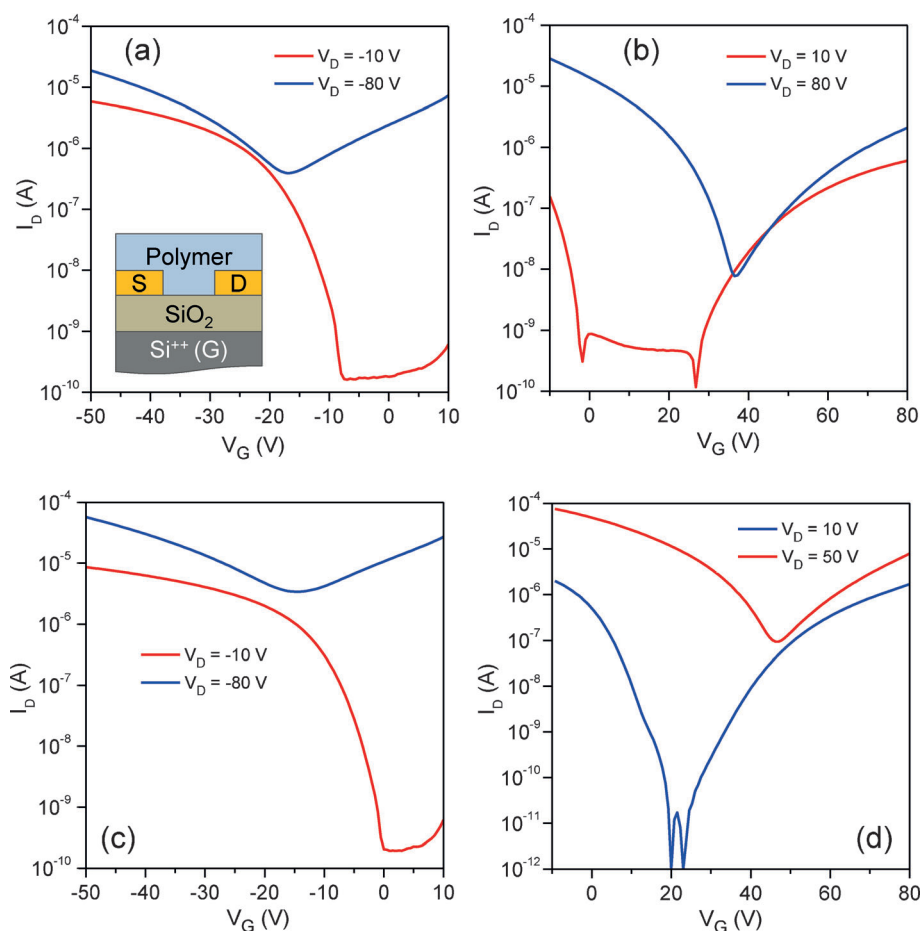 (a)
V_D = -10 V
V_D = -80 V
10^-4
10^-5
10^-6
10^-7
10^-8
10^-9
10^-10
I_D (A)
Polymer
S D
SiO_2
Si^++ (G)
-50 -40 -30 -20 -10 0 10
V_G (V)
(b)
V_D = 10 V
V_D = 80 V
10^-4
10^-5
10^-6
10^-7
10^-8
10^-9
10^-10
I_D (A)
0 20 40 60 80
V_G (V)
10^-4
10^-5
10^-6
10^-7
10^-8
10^-9
10^-10
I_D (A)
V_D = -10 V
V_D = -80 V
(c)
-50 -40 -30 -20 -10 0 10
V_G (V)
10^-4
10^-5
10^-6
10^-7
10^-8
10^-9
10^-10
10^-11
10^-12
I_D (A)
V_D = 10 V
V_D = 50 V
(d)
0 20 40 60 80
V_G (V)